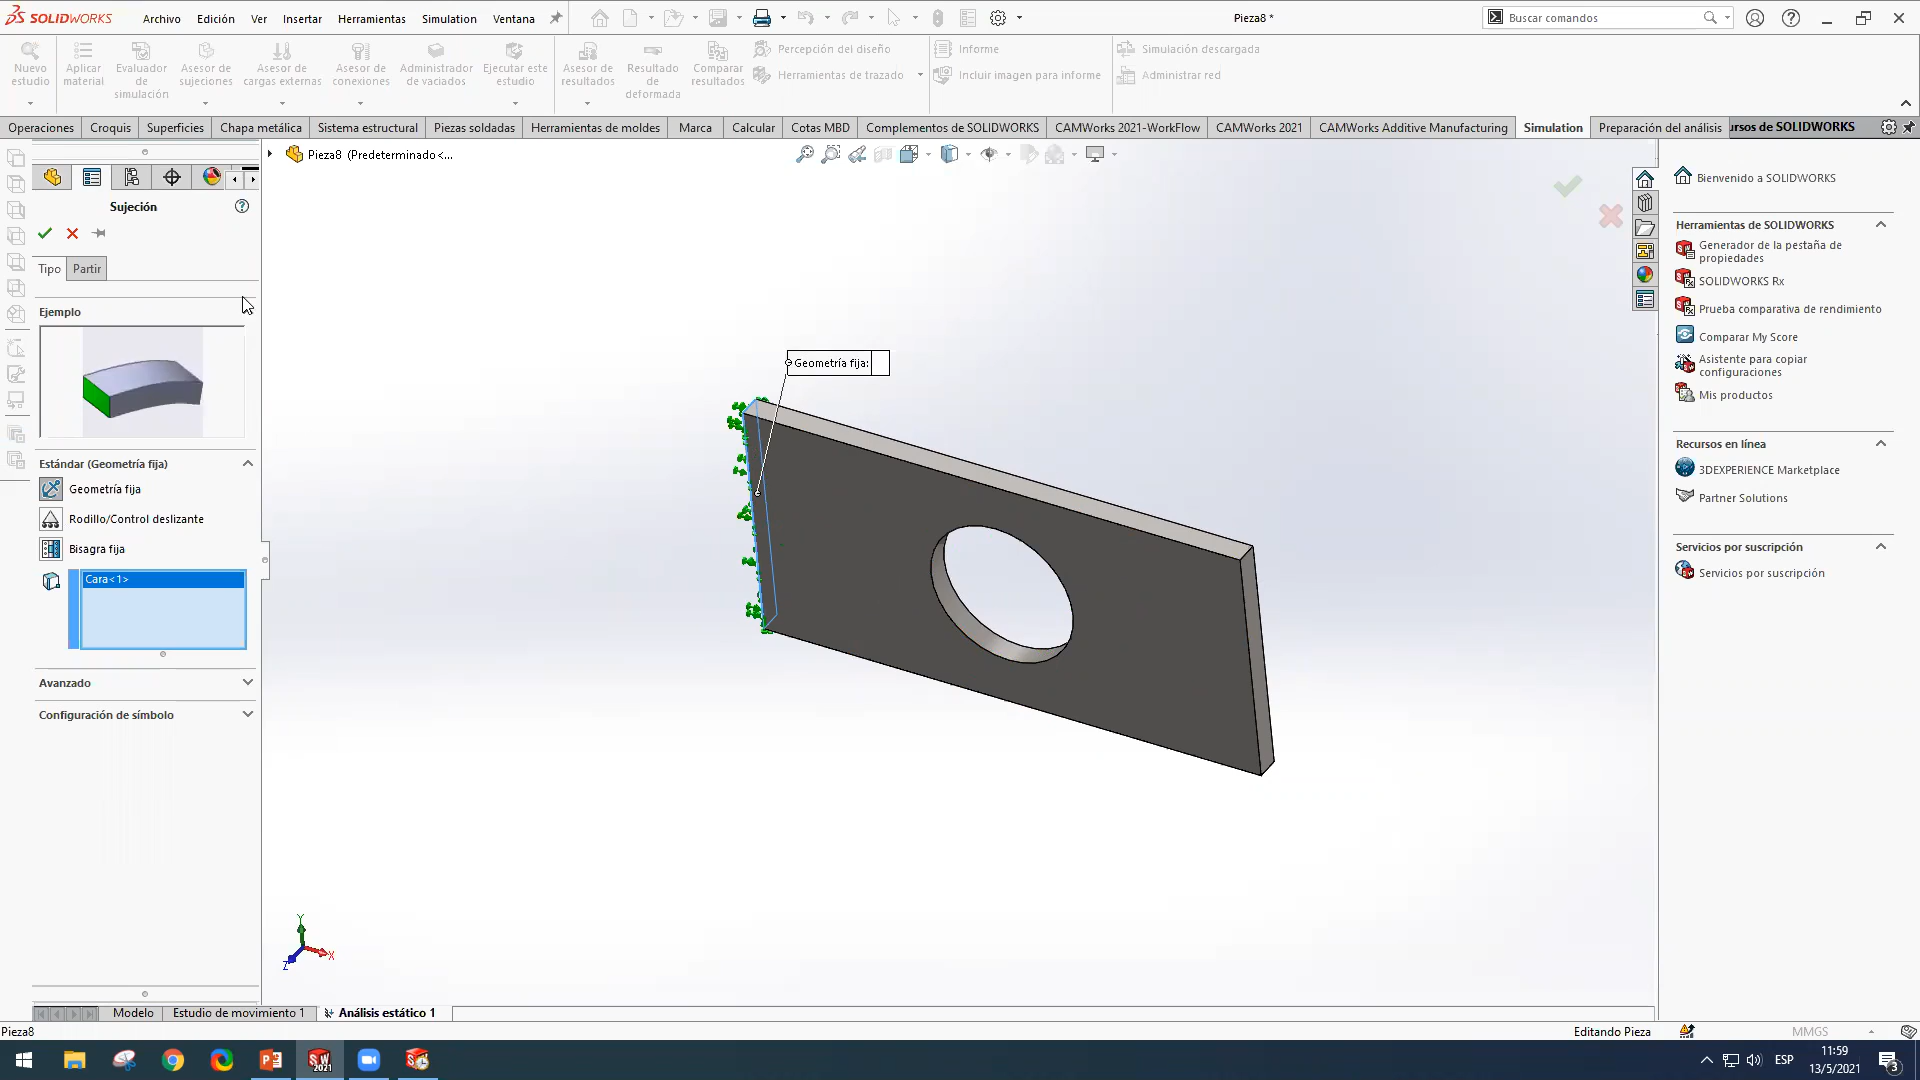 SOLIDWORKS
Archivo
Edición
Ver
Insertar
Herramientas
Simulation
Ventana
Pieza8 *
Buscar comandos
Nuevo
estudio
Aplicar
material
Evaluador
de
simulación
Asesor de
sujeciones
Asesor de
cargas externas
Asesor de
conexiones
Administrador
de vaciados
Ejecutar este
estudio
Asesor de
resultados
Resultado
de
deformada
Comparar
resultados
Percepción del diseño
Herramientas de trazado
Informe
Incluir imagen para informe
Simulación descargada
Administrar red
Operaciones
Croquis
Superficies
Chapa metálica
Sistema estructural
Piezas soldadas
Herramientas de moldes
Marca
Calcular
Cotas MBD
Complementos de SOLIDWORKS
CAMWorks 2021-WorkFlow
CAMWorks 2021
CAMWorks Additive Manufacturing
Simulation
Preparación del análisis
ursos de SOLIDWORKS
Pieza8 (Predeterminado<...
Sujeción
Tipo
Partir
Ejemplo
Estándar (Geometría fija)
Geometría fija
Rodillo/Control deslizante
Bisagra fija
Cara<1>
Avanzado
Configuración de símbolo
Geometría fija:
Y
X
Z
Bienvenido a SOLIDWORKS
Herramientas de SOLIDWORKS
Generador de la pestaña de
propiedades
SOLIDWORKS Rx
Prueba comparativa de rendimiento
Comparar My Score
Asistente para copiar
configuraciones
Mis productos
Recursos en línea
3DEXPERIENCE Marketplace
Partner Solutions
Servicios por suscripción
Servicios por suscripción
Modelo
Estudio de movimiento 1
Análisis estático 1
Pieza8
Editando Pieza
MMGS
ESP
11:59
13/5/2021
3